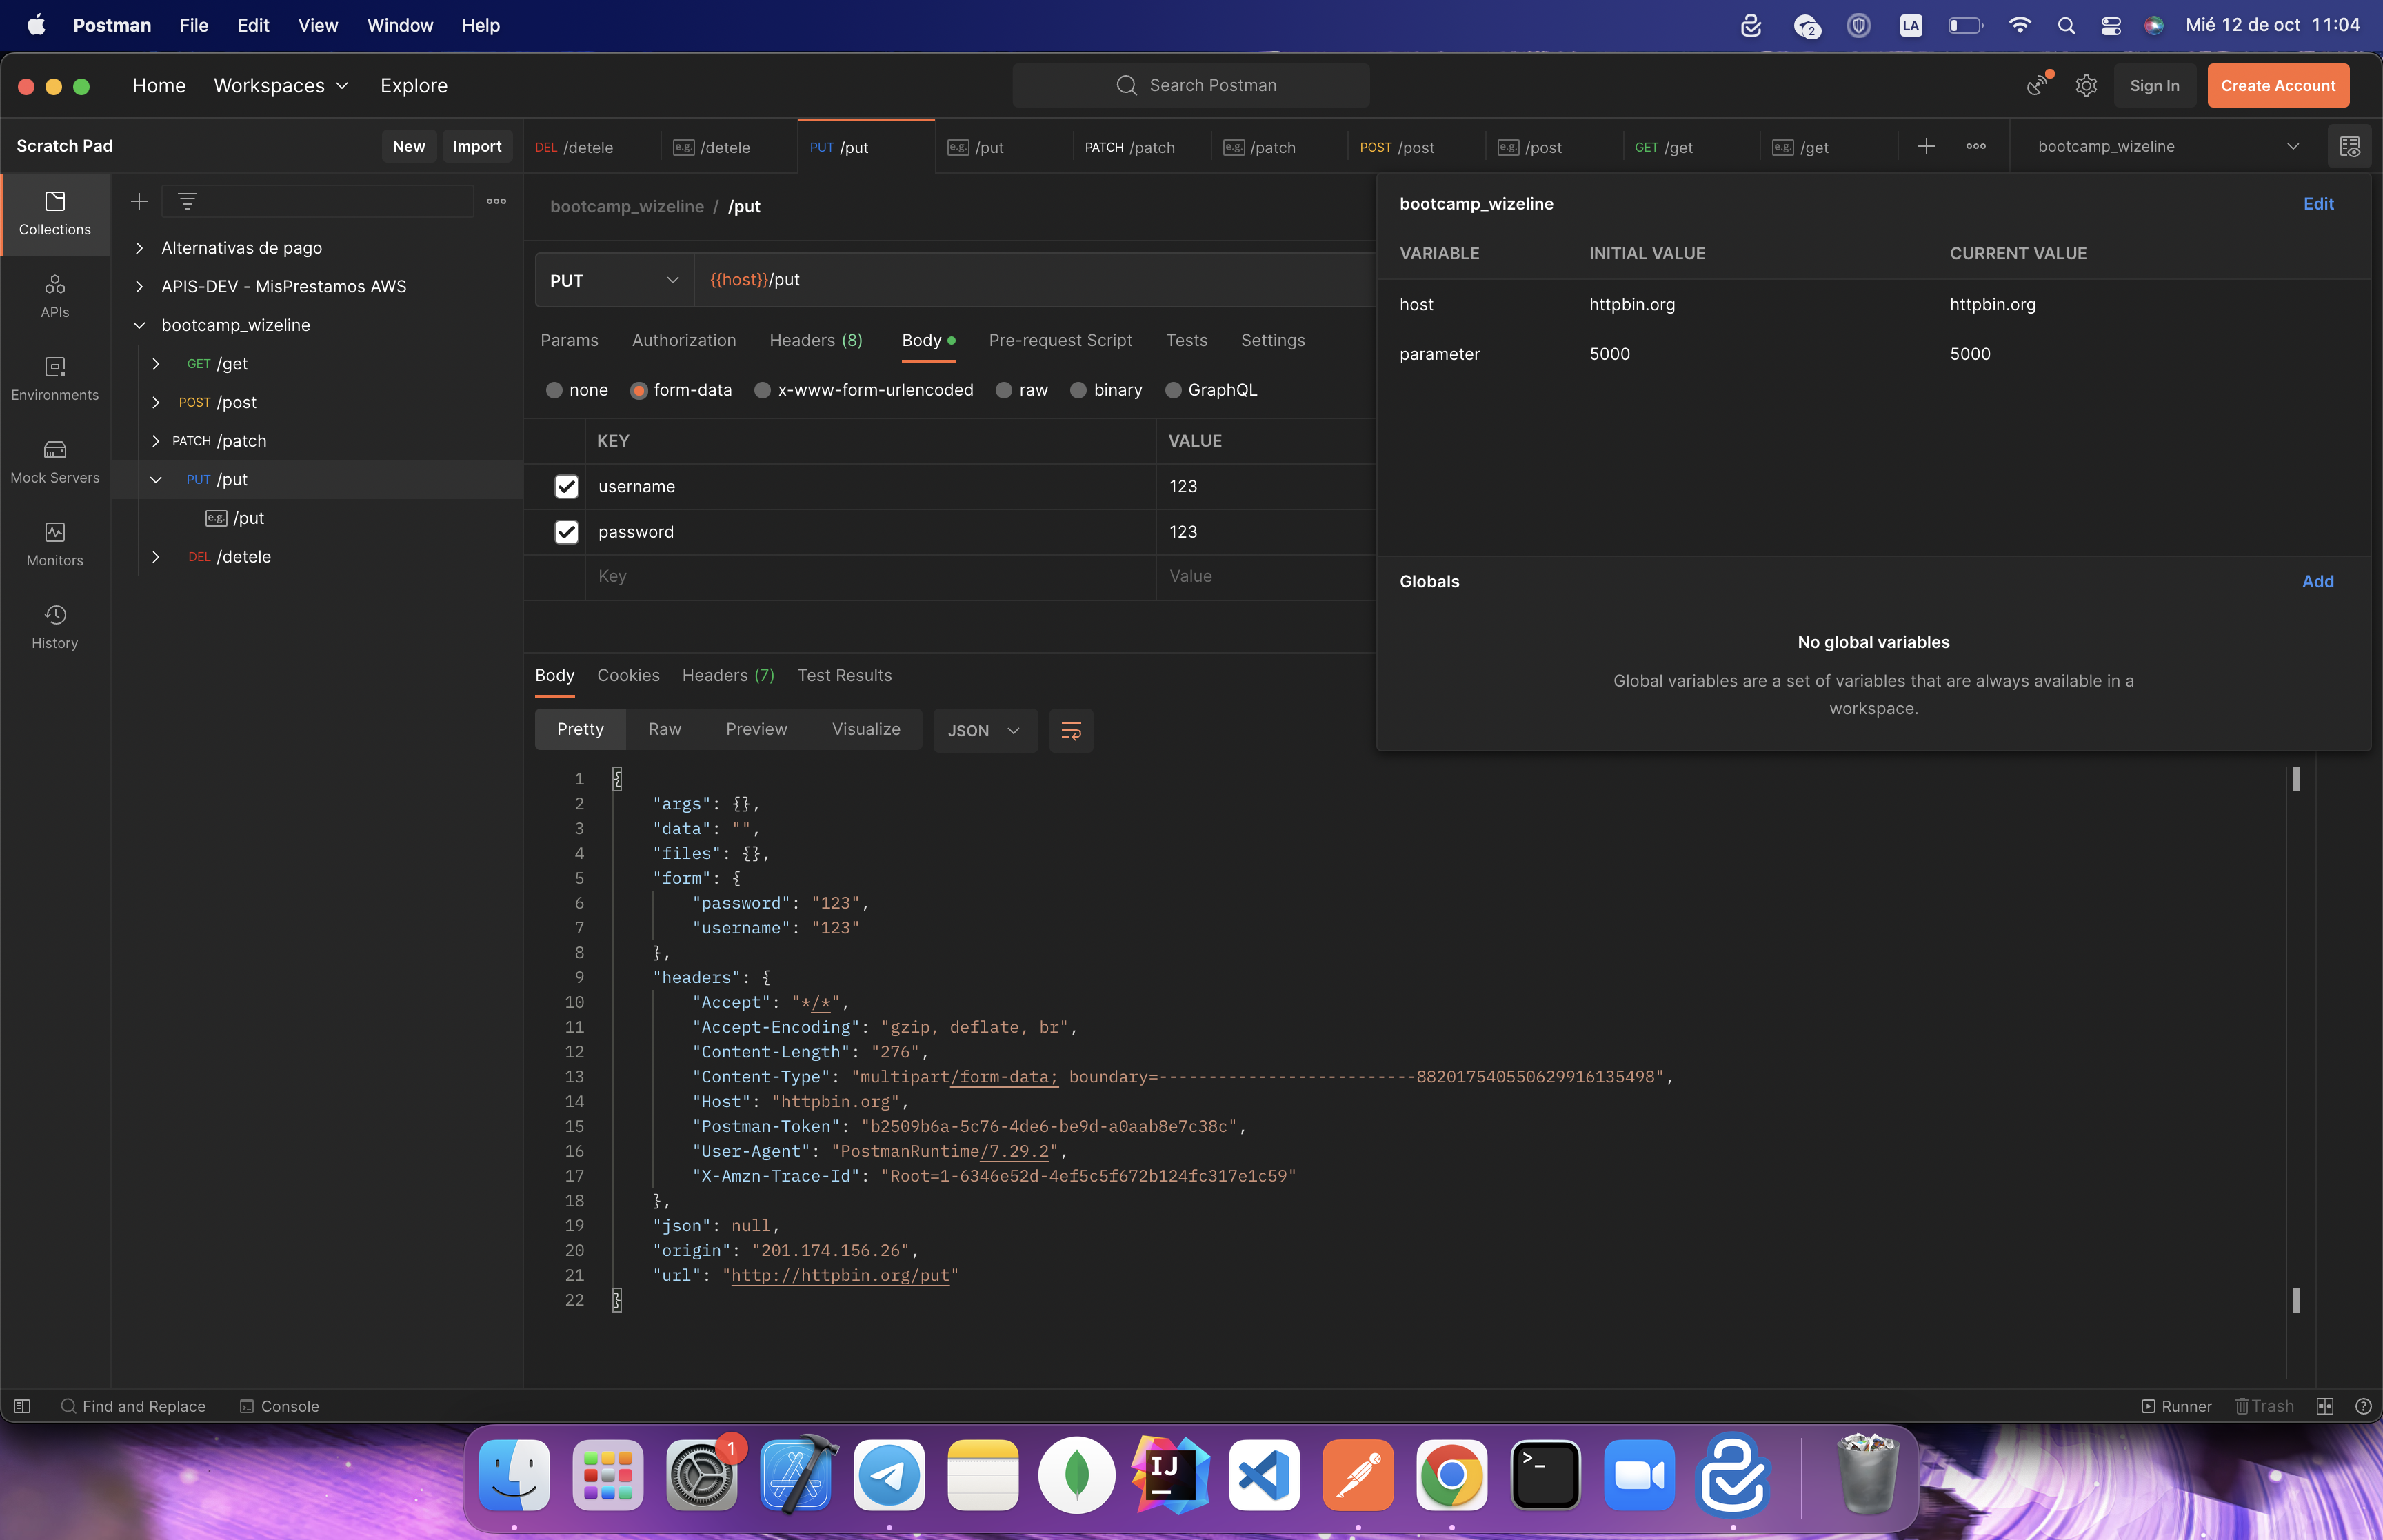 Postman File Edit View Window Help
2 LA Mié 12 de oct 11:04
Home Workspaces Explore
Search Postman
Sign In Create Account
Scratch Pad New Import
DEL /detele
e.g. /detele
PUT /put
e.g. /put
PATCH /patch
e.g. /patch
POST /post
e.g. /post
GET /get
e.g. /get
bootcamp_wizeline
Collections
APIs
Environments
Mock Servers
Monitors
History
Alternativas de pago
APIS-DEV - MisPrestamos AWS
bootcamp_wizeline
GET /get
POST /post
PATCH /patch
PUT /put
e.g. /put
DEL /detele
bootcamp_wizeline / /put
PUT {{host}}/put
Params Authorization Headers (8) Body Pre-request Script Tests Settings
none form-data x-www-form-urlencoded raw binary GraphQL
KEY VALUE
username 123
password 123
Key Value
bootcamp_wizeline Edit
VARIABLE INITIAL VALUE CURRENT VALUE
host httpbin.org httpbin.org
parameter 5000 5000
Globals Add
No global variables
Global variables are a set of variables that are always available in a
workspace.
Body Cookies Headers (7) Test Results
Pretty Raw Preview Visualize JSON
1 {
2 "args": {},
3 "data": "",
4 "files": {},
5 "form": {
6 "password": "123",
7 "username": "123"
8 },
9 "headers": {
10 "Accept": "*/*",
11 "Accept-Encoding": "gzip, deflate, br",
12 "Content-Length": "276",
13 "Content-Type": "multipart/form-data; boundary=--------------------------882017540550629916135498",
14 "Host": "httpbin.org",
15 "Postman-Token": "b2509b6a-5c76-4de6-be9d-a0aab8e7c38c",
16 "User-Agent": "PostmanRuntime/7.29.2",
17 "X-Amzn-Trace-Id": "Root=1-6346e52d-4ef5c5f672b124fc317e1c59"
18 },
19 "json": null,
20 "origin": "201.174.156.26",
21 "url": "http://httpbin.org/put"
22 }
Find and Replace Console
Runner Trash
1
IJ
>_